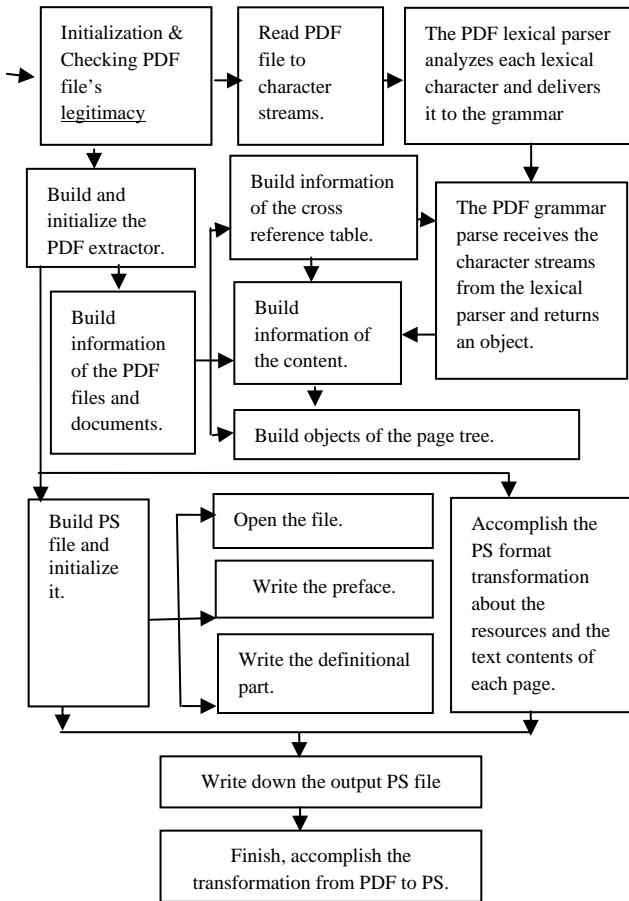 Initialization &
Checking PDF
file's
legitimacy
Read PDF
file to
character
streams.
The PDF lexical parser
analyzes each lexical
character and delivers
it to the grammar
Build and
initialize the
PDF extractor.
Build information
of the cross
reference table.
The PDF grammar
parse receives the
character streams
from the lexical
parser and returns
an object.
Build
information
of the PDF
files and
documents.
Build
information of
the content.
Build objects of the page tree.
Build PS
file and
initialize
it.
Open the file.
Write the preface.
Write the definitional
part.
Accomplish the
PS format
transformation
about the
resources and the
text contents of
each page.
Write down the output PS file
Finish, accomplish the
transformation from PDF to PS.